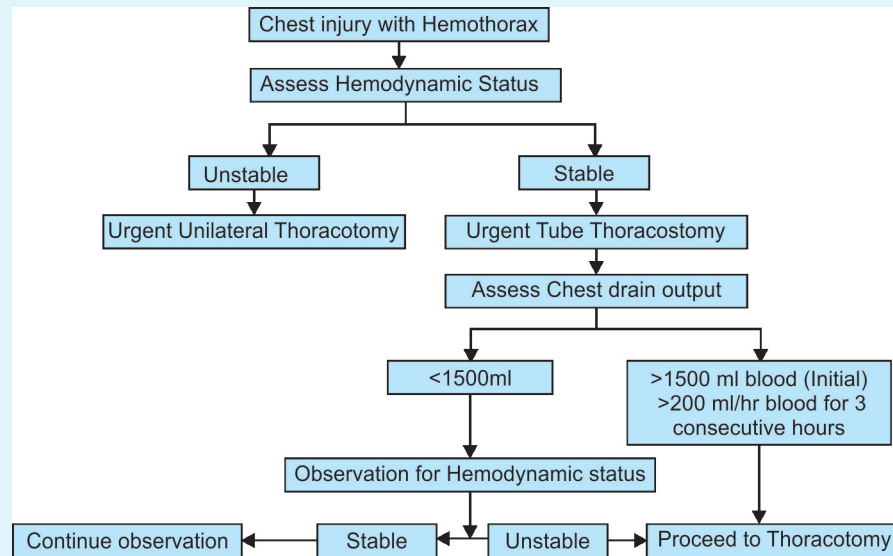 Chest injury with Hemothorax
Assess Hemodynamic Status
Unstable
Stable
Urgent Unilateral Thoracotomy
Urgent Tube Thoracostomy
Assess Chest drain output
<1500ml
>1500 ml blood (Initial)
>200 ml/hr blood for 3
consecutive hours
Observation for Hemodynamic status
Continue observation
Stable
Unstable
Proceed to Thoracotomy